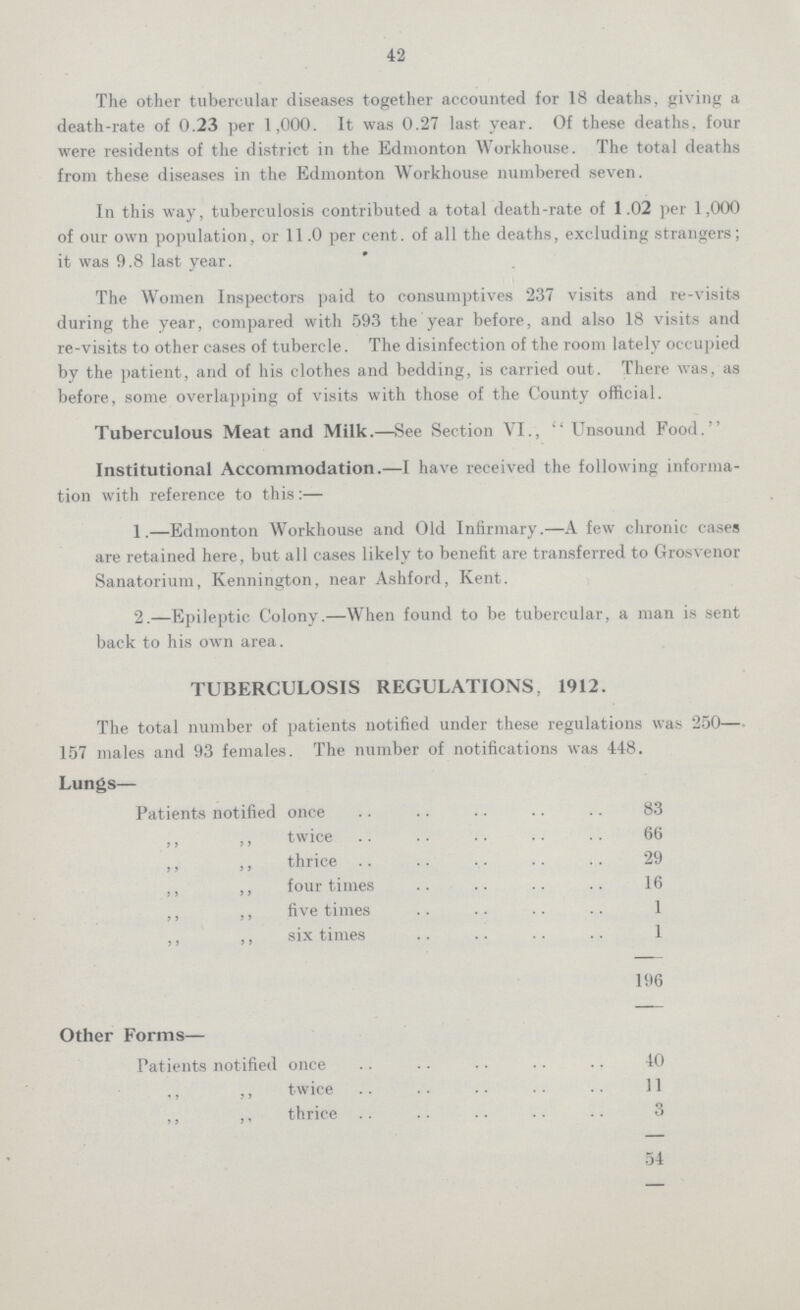 42
The other tubercular diseases together accounted for 18 deaths, giving a
death-rate of 0.23 per 1,000. It was 0.27 last year. Of these deaths, four
were residents of the district in the Edmonton Workhouse. The total deaths
from these diseases in the Edmonton Workhouse numbered seven.
In this way, tuberculosis contributed a total death-rate of 1.02 per 1,000
of our own population, or 11.0 per cent. of all the deaths, excluding strangers;
it was 9.8 last year.
The Women Inspectors paid to consumptives 237 visits and re-visits
during the year, compared with 593 the year before, and also 18 visits and
re-visits to other cases of tubercle. The disinfection of the room lately occupied
by the patient, and of his clothes and bedding, is carried out. There was, as
before, some overlapping of visits with those of the County official.
Tuberculous Meat and Milk.—See Section VI., "Unsound Food."
Institutional Accommodation.—I have received the following informa-
tion with reference to this:—
1.—Edmonton Workhouse and Old Infirmary.—A few chronic cases
are retained here, but all cases likely to benefit are transferred to Grosvenor
Sanatorium, Kennington, near Ashford, Kent.
2.—Epileptic Colony.—When found to be tubercular, a man is sent
back to his own area.
TUBERCULOSIS REGULATIONS, 1912.
The total number of patients notified under these regulations was 250—
157 males and 93 females. The number of notifications was 448.
Lungs—
Patients notified once .. .. .. .. .. 83
,, ,, twice .. .. .. .. .. 66
,, ,, thrice .. .. .. .. .. 29
,, ,, four times .. .. .. .. 16
,, ,, five times .. .. .. .. 1
,, ,, six times .. .. .. .. 1
196
Other Forms—
Patients notified once .. .. .. .. .. 40
,, ,, twice .. .. .. .. .. 11
,, ,, thrice .. .. .. .. .. 3
54